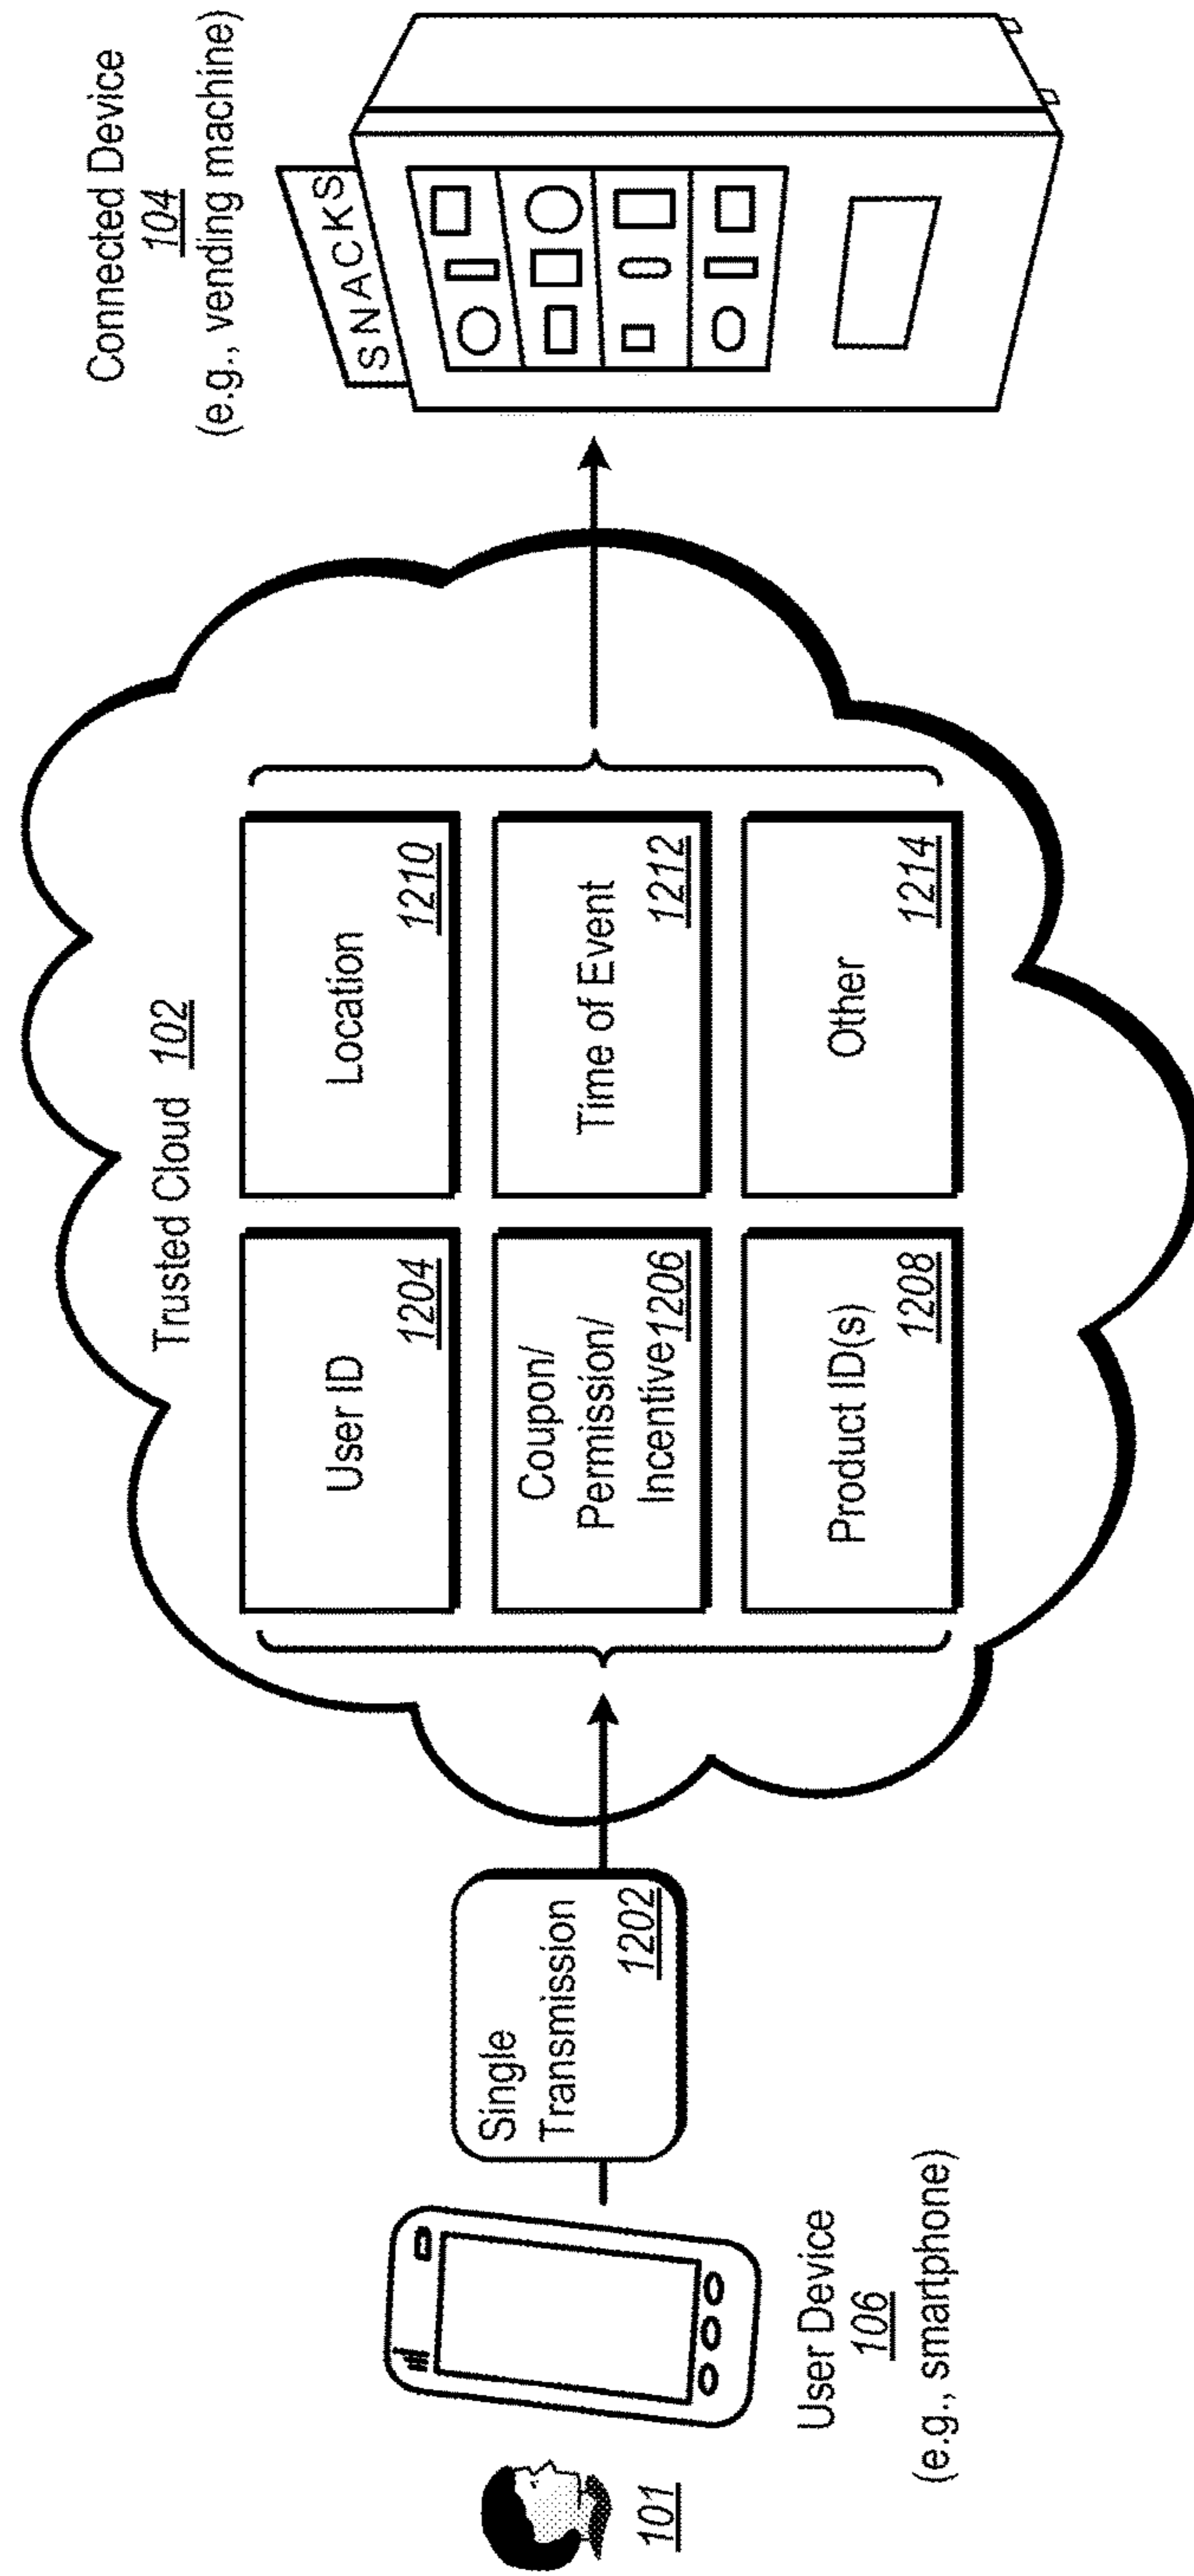 Trusted Cloud 102
Connected Device
104
(e.g., vending machine)
SNACKS
User ID
1204
Location
1210
Coupon/
Permission/
Incentive 1206
Time of Event
1212
Product ID(s)
1208
Other
1214
Single
Transmission
1202
101
User Device
106
(e.g., smartphone)